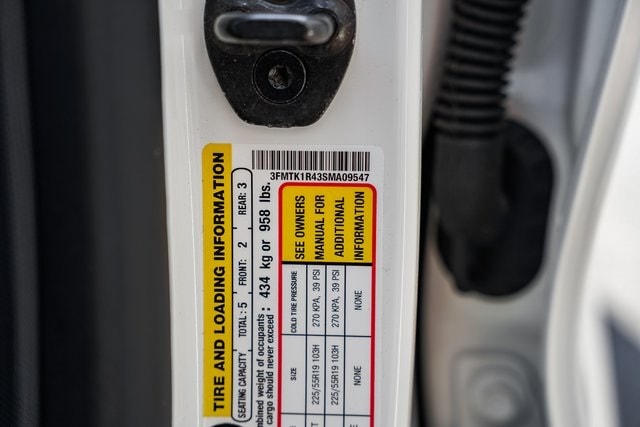 3FMTK1R43SMA09547
TIRE AND LOADING INFORMATION
SEATING CAPACITY TOTAL: 5 FRONT: 2 REAR: 3
mbined weight of occupants
cargo should never exceed : 434 kg or 958 lbs.
SIZE COLD TIRE PRESSURE SEE OWNERS
225/55R19 103H 270 KPA, 39 PSI MANUAL FOR
225/55R19 103H 270 KPA, 39 PSI ADDITIONAL
NONE NONE INFORMATION